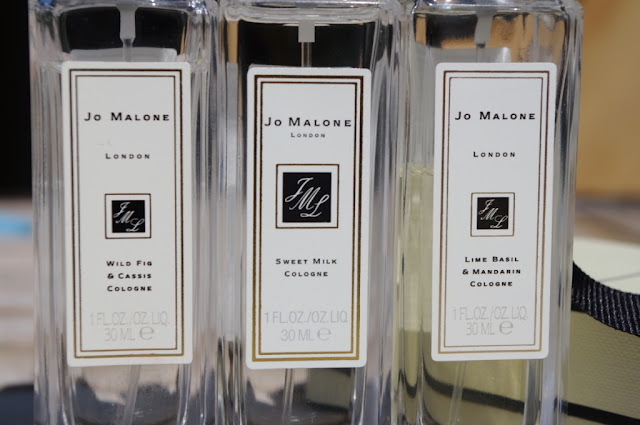 JO MALONE
LONDON
JML
WILD FIG
& CASSIS
COLOGNE
1 FL.OZ./OZ.LIQ.
30 ML ℮
JO MALONE
LONDON
JML
SWEET MILK
COLOGNE
1 FL.OZ./OZ.LIQ.
30 ML ℮
JO MALONE
LONDON
JML
LIME BASIL
& MANDARIN
COLOGNE
1 FL.OZ./OZ.LIQ.
30 ML ℮